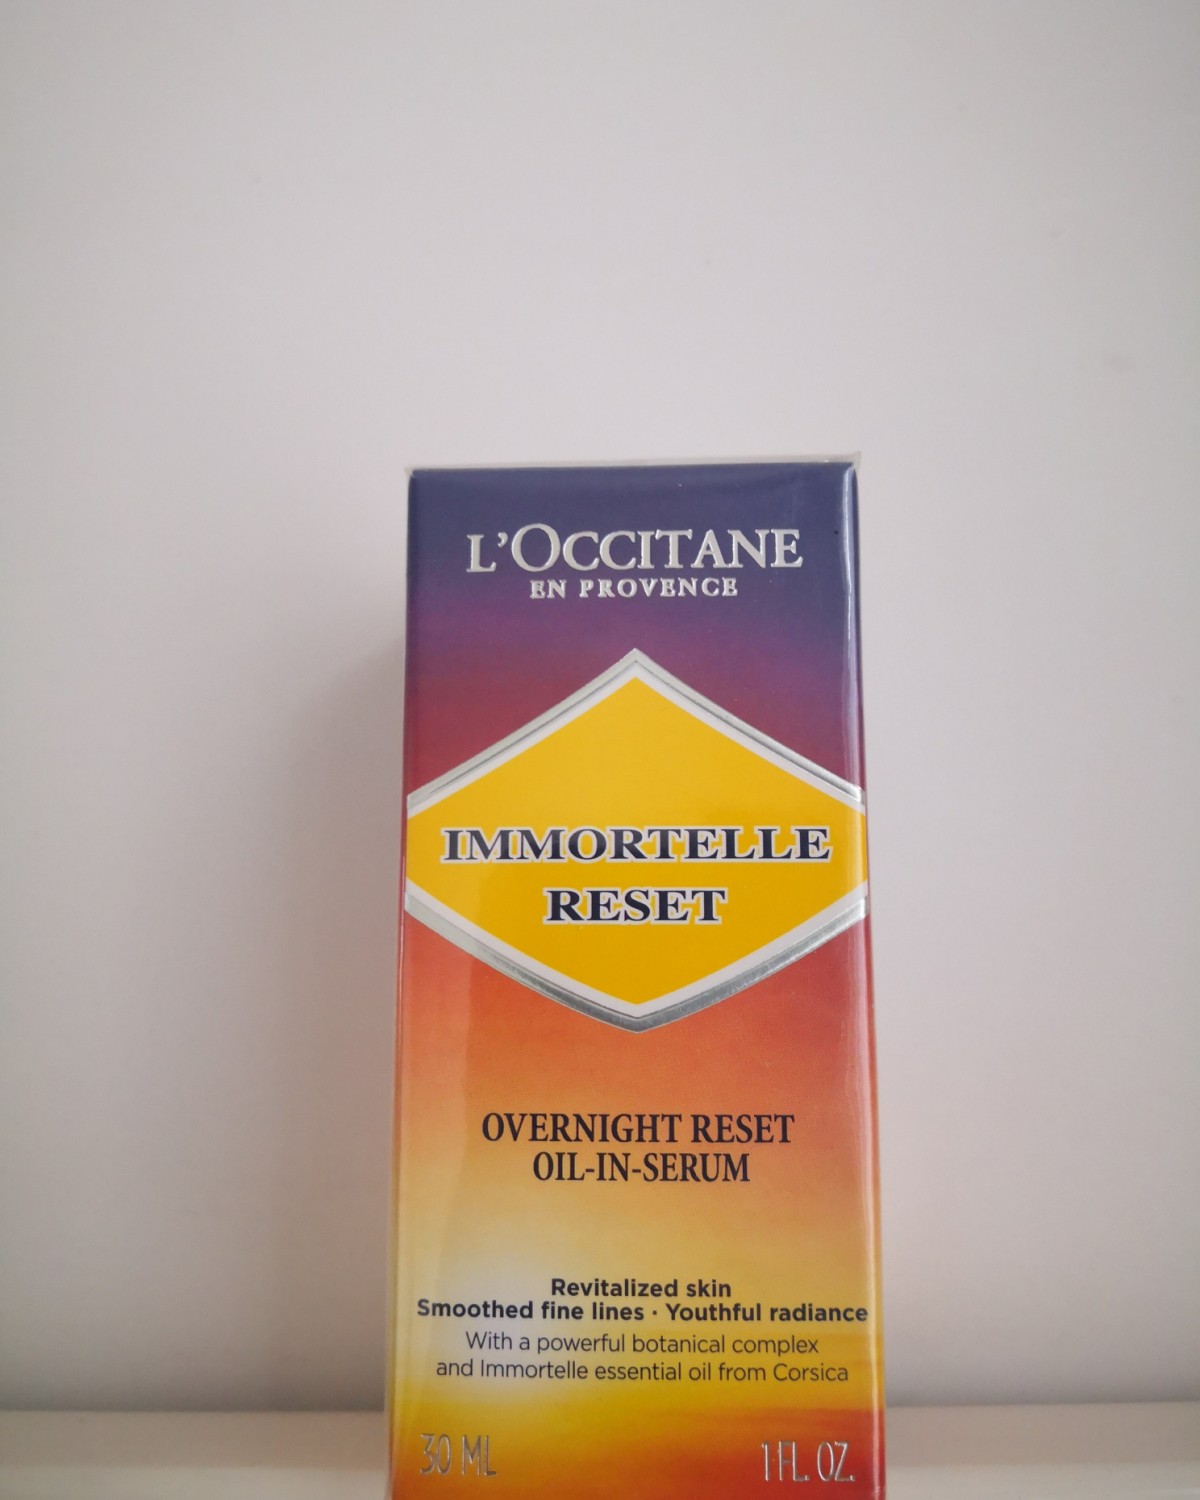 L'OCCITANE
EN PROVENCE
IMMORTELLE
RESET
OVERNIGHT RESET
OIL-IN-SERUM
Revitalized skin
Smoothed fine lines · Youthful radiance
With a powerful botanical complex
and Immortelle essential oil from Corsica
30 ML 1 FL. OZ.